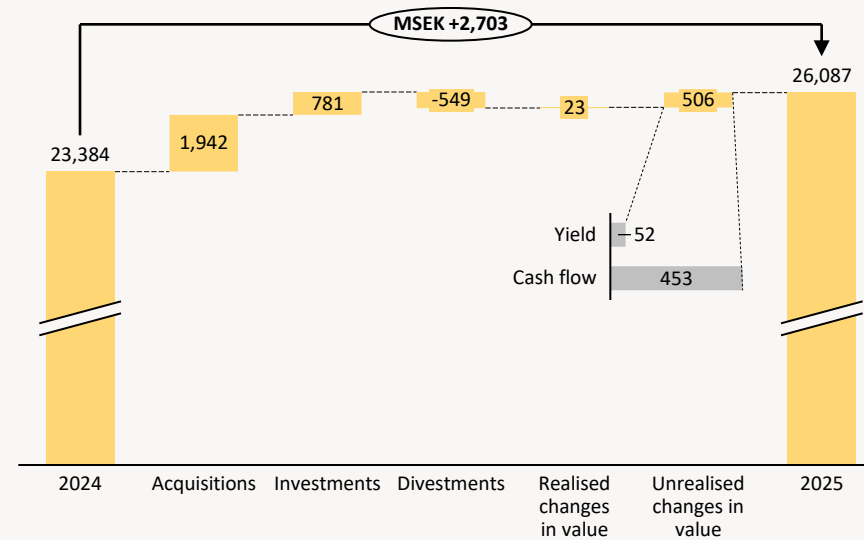 MSEK +2,703
26,087
23,384
1,942
781
-549
23
506
Yield
52
Cash flow
453
2024
Acquisitions
Investments
Divestments
Realised
changes
in value
Unrealised
changes in
value
2025